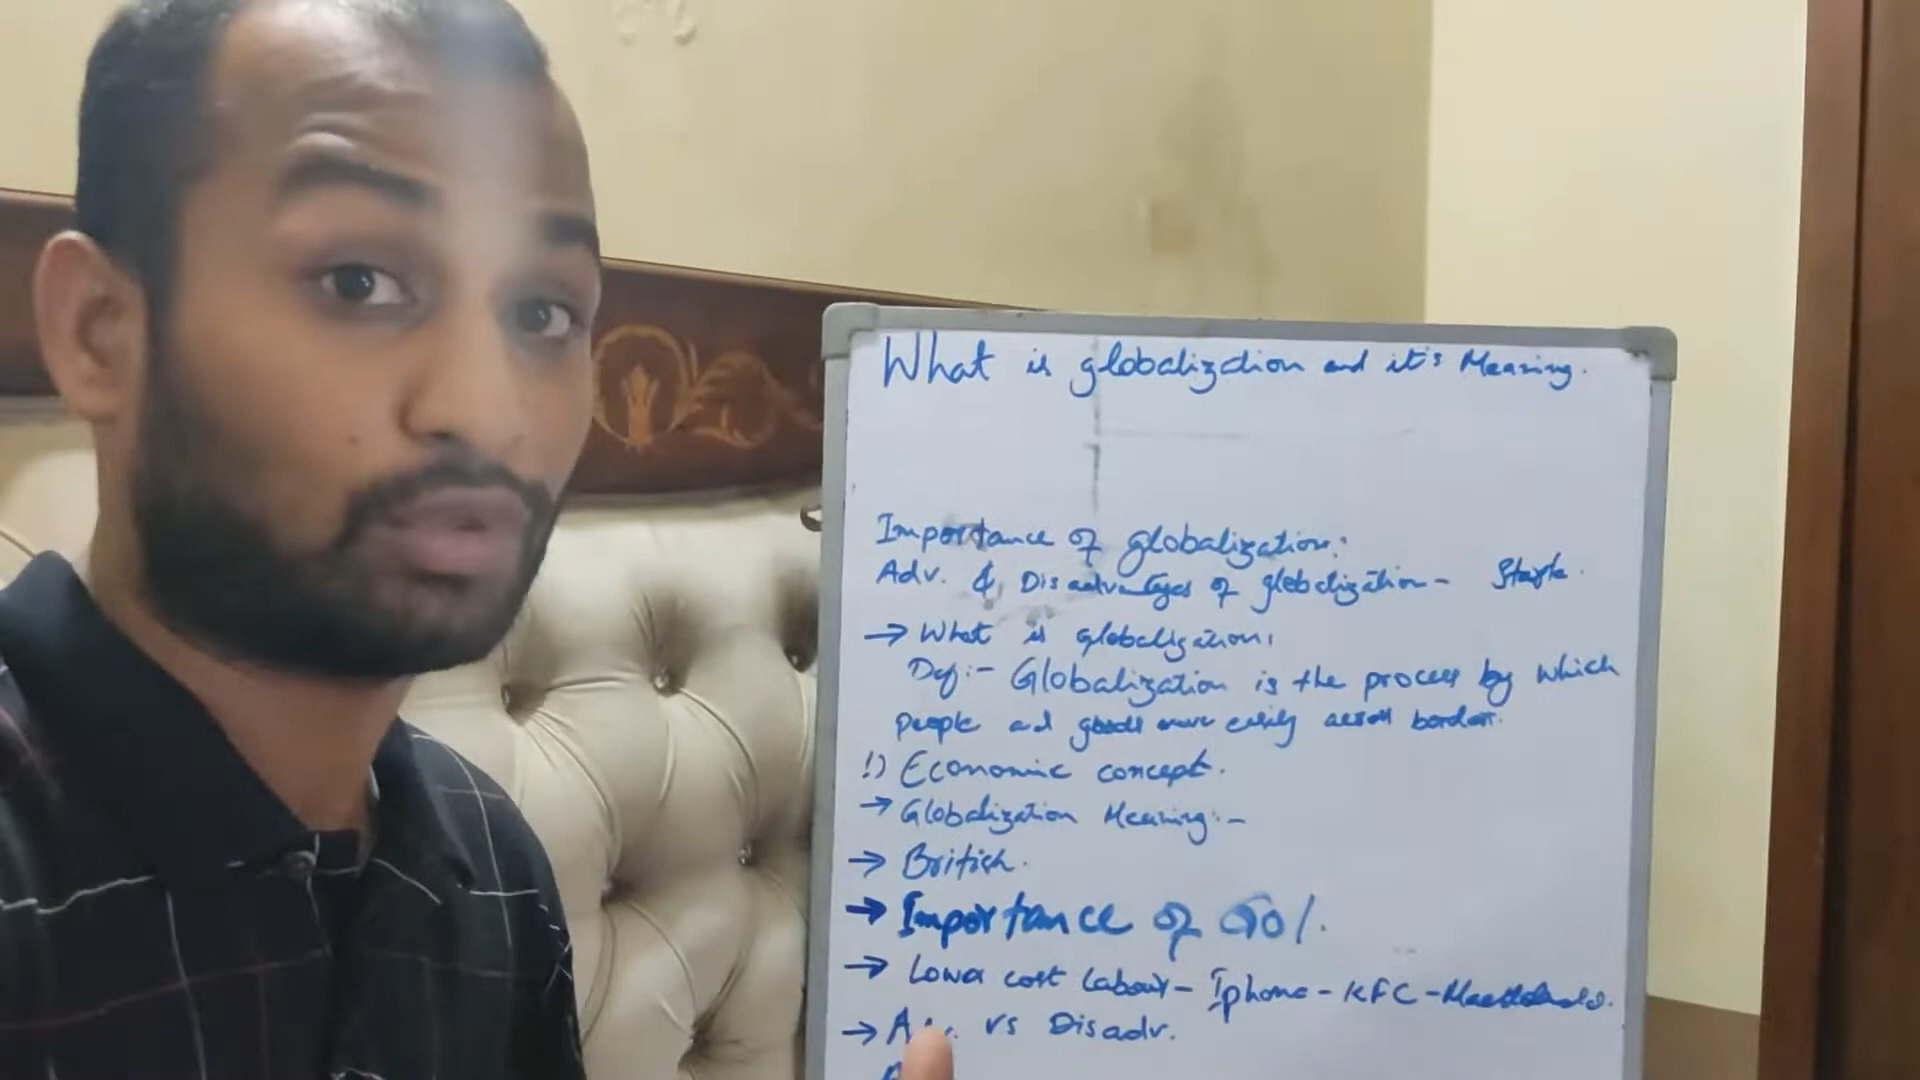 What is globalization and it's Meaning.
Importance of globalization:
Adv. & Disadvantages of globalization -
→ What is globalization,
Def:- Globalization is the process by which
people and goods move easily across borders.
1) Economic concept.
→ Globalization Meaning:-
→ British.
→ Importance of
→ Lower cost labour - Iphone - KFC -
→ vs Disadv.